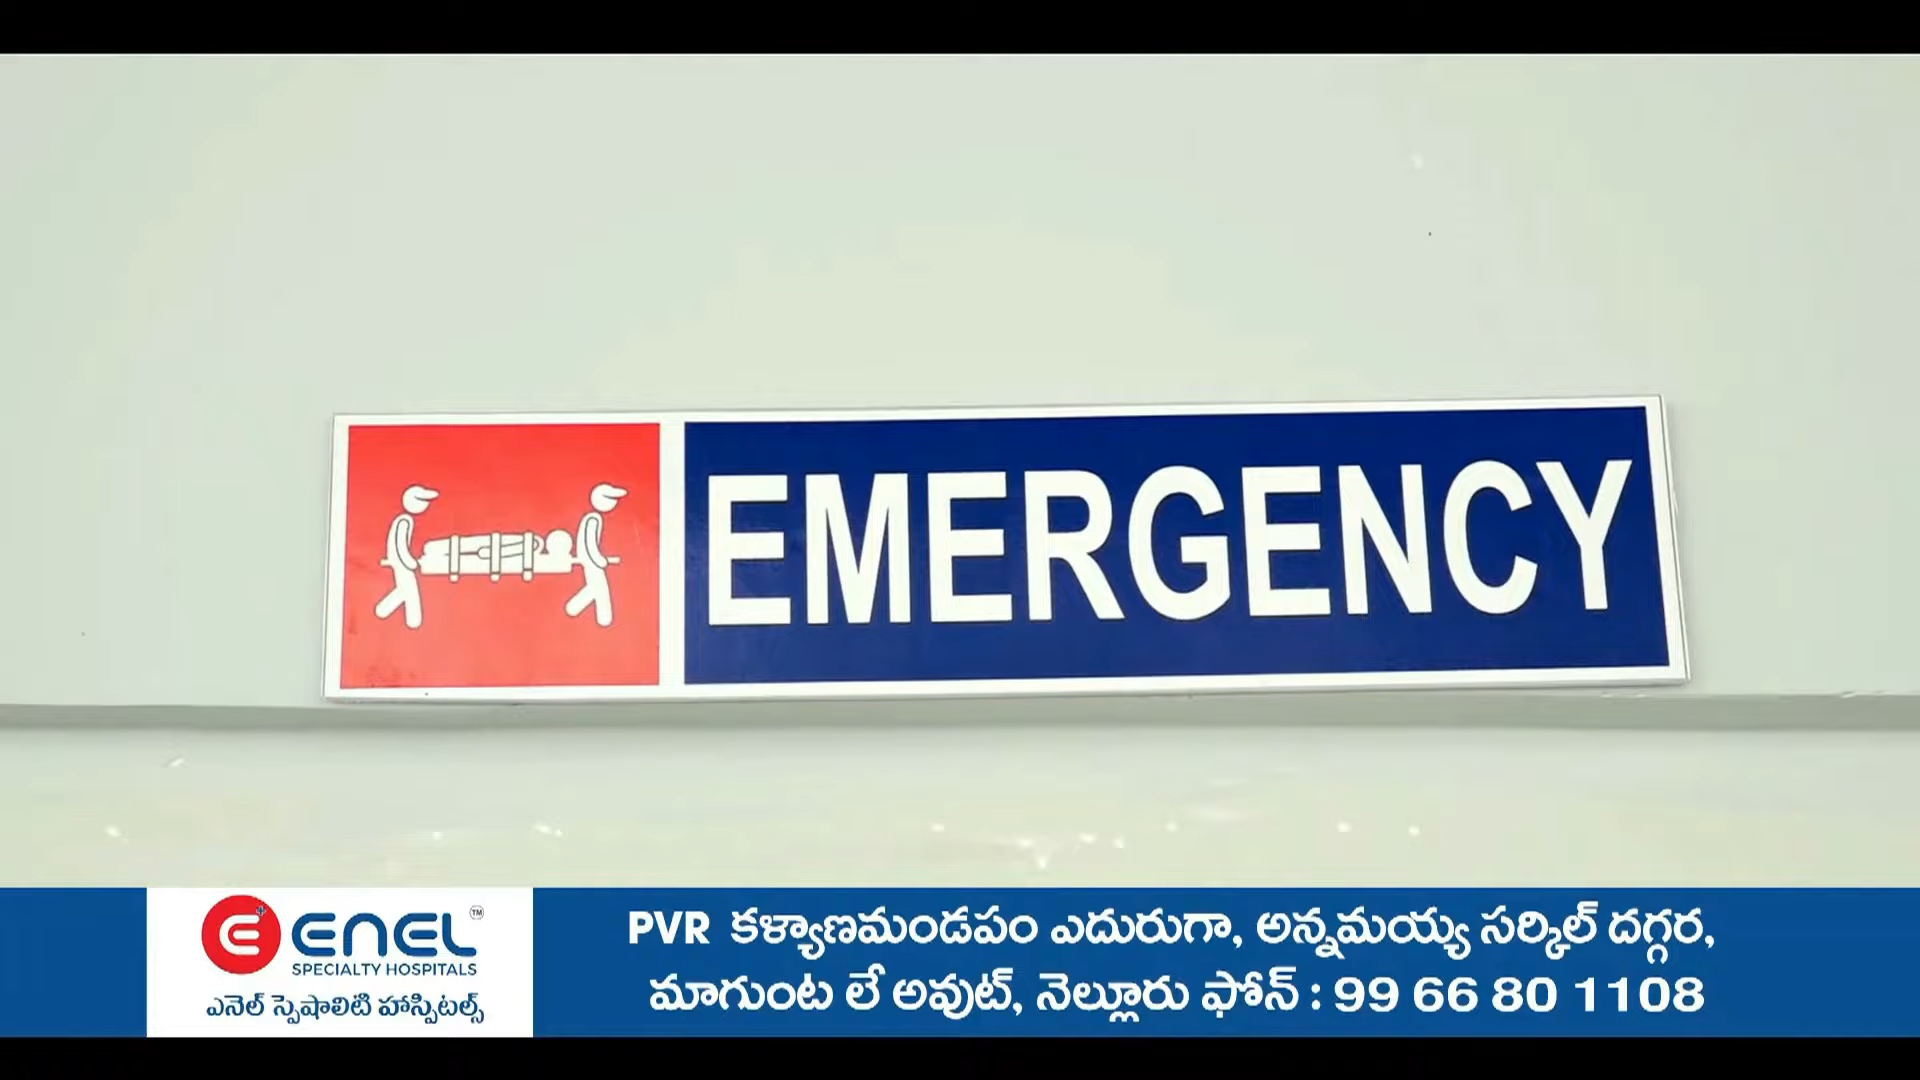 EMERGENCY
ENEL™
SPECIALTY HOSPITALS
ఎనెల్ స్పెషాలిటి హాస్పిటల్స్
PVR కళ్యాణమండపం ఎదురుగా, అన్నమయ్య సర్కిల్ దగ్గర,
మాగుంట లే అవుట్, నెల్లూరు ఫోన్ : 99 66 80 1108